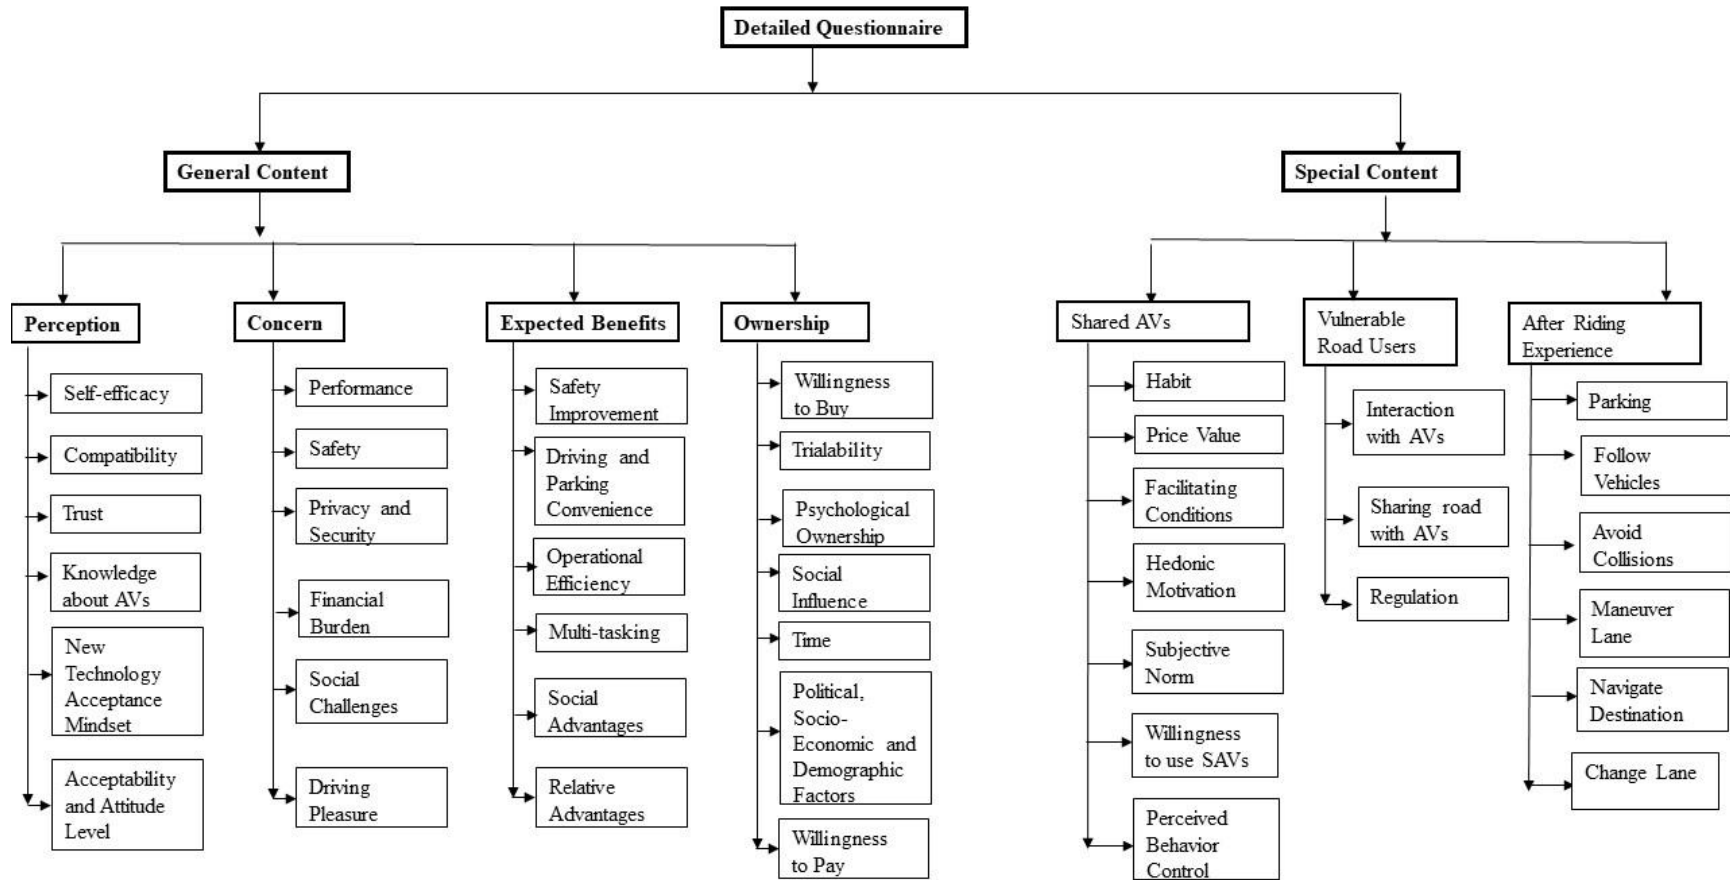 Detailed Questionnaire
General Content
Special Content
Perception
Self-efficacy
Compatibility
Trust
Knowledge
about AVs
New
Technology
Acceptance
Mindset
Acceptability
and Attitude
Level
Concern
Performance
Safety
Privacy and
Security
Financial
Burden
Social
Challenges
Driving
Pleasure
Expected Benefits
Safety
Improvement
Driving and
Parking
Convenience
Operational
Efficiency
Multi-tasking
Social
Advantages
Relative
Advantages
Ownership
Willingness
to Buy
Trialability
Psychological
Ownership
Social
Influence
Time
Political,
Socio-
Economic and
Demographic
Factors
Willingness
to Pay
Shared AVs
Habit
Price Value
Facilitating
Conditions
Hedonic
Motivation
Subjective
Norm
Willingness
to use SAVs
Perceived
Behavior
Control
Vulnerable
Road Users
Interaction
with AVs
Sharing road
with AVs
Regulation
After Riding
Experience
Parking
Follow
Vehicles
Avoid
Collisions
Maneuver
Lane
Navigate
Destination
Change Lane